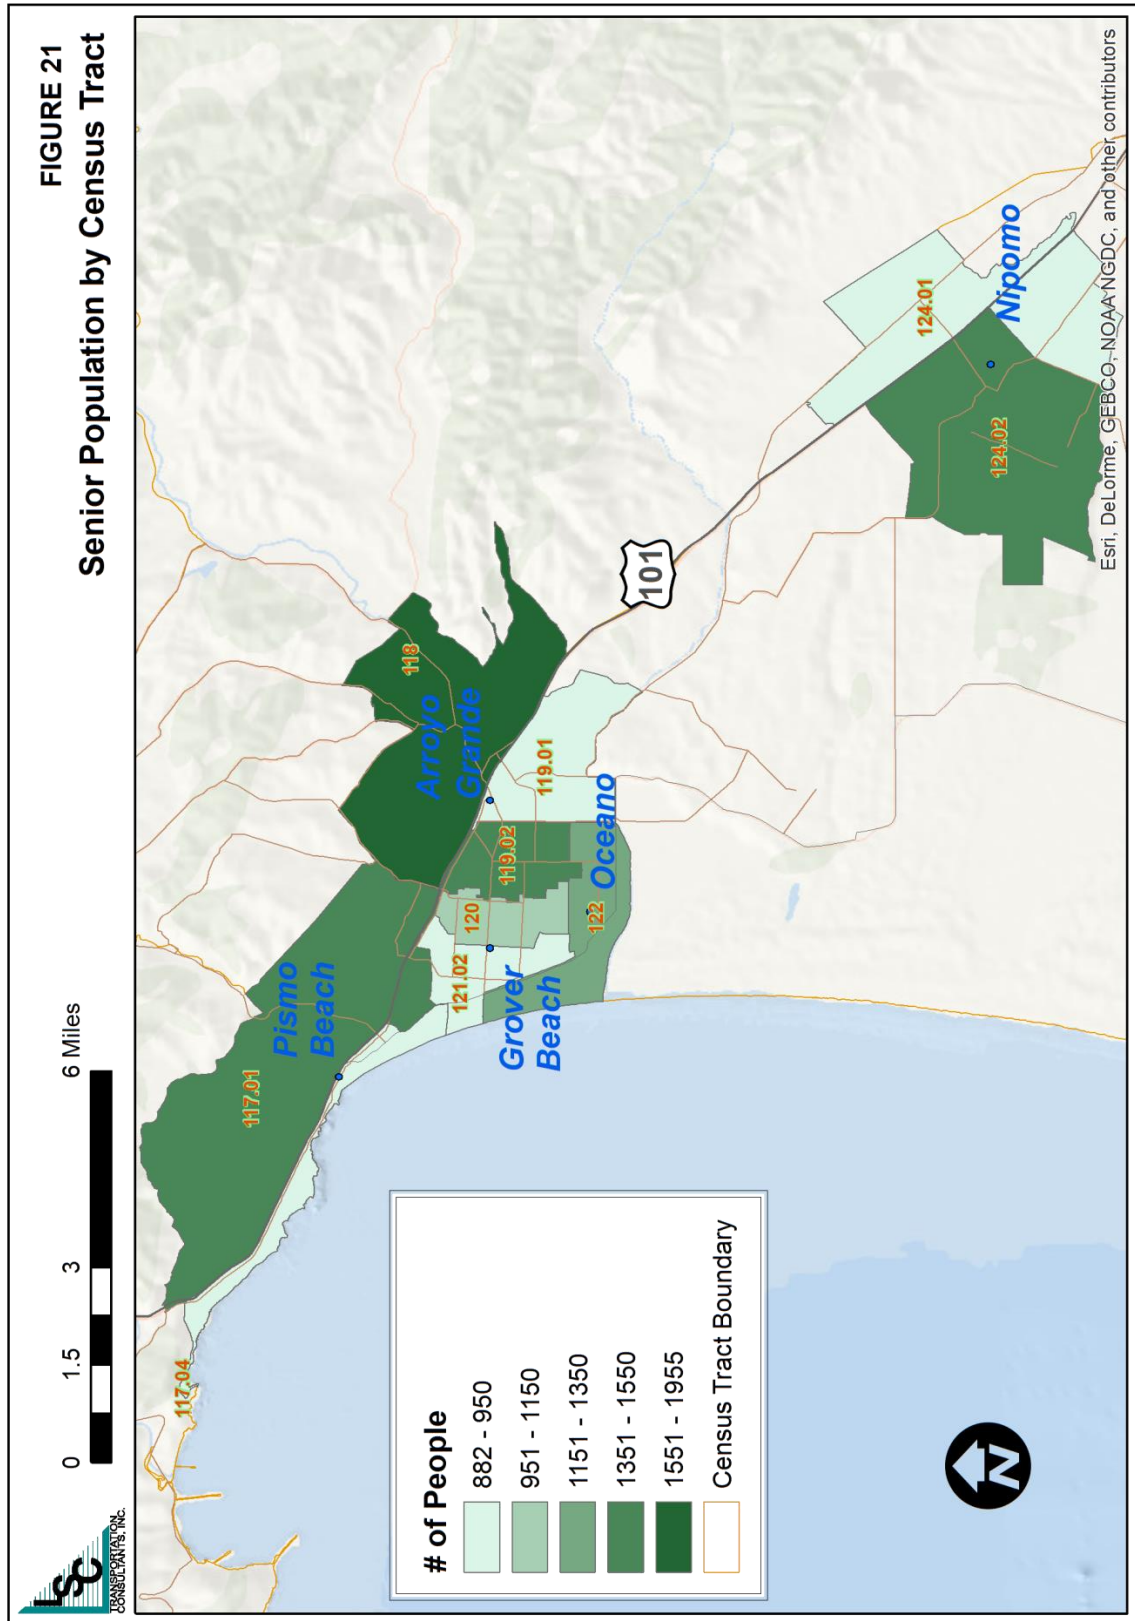 FIGURE 21
Senior Population by Census Tract
LSC
TRANSPORTATION
CONSULTANTS, INC.
0 1.5 3 6 Miles
117.04
117.01
Pismo
Beach
118
Arroyo
Grande
121.02
120
119.02
119.01
Grover
Beach
122
Oceano
101
124.01
124.02
Nipomo
# of People
882 - 950
951 - 1150
1151 - 1350
1351 - 1550
1551 - 1955
Census Tract Boundary
N
Esri, DeLorme, GEBCO, NOAA NGDC, and other contributors